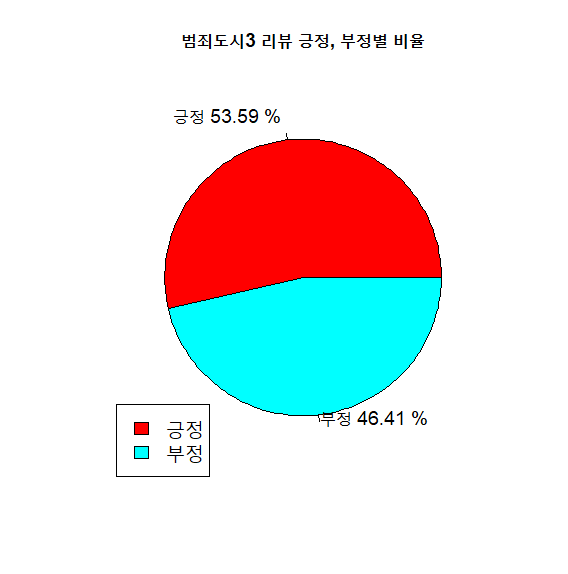 범죄도시3 리뷰 긍정, 부정별 비율
긍정 53.59 %
부정 46.41 %
긍정
부정